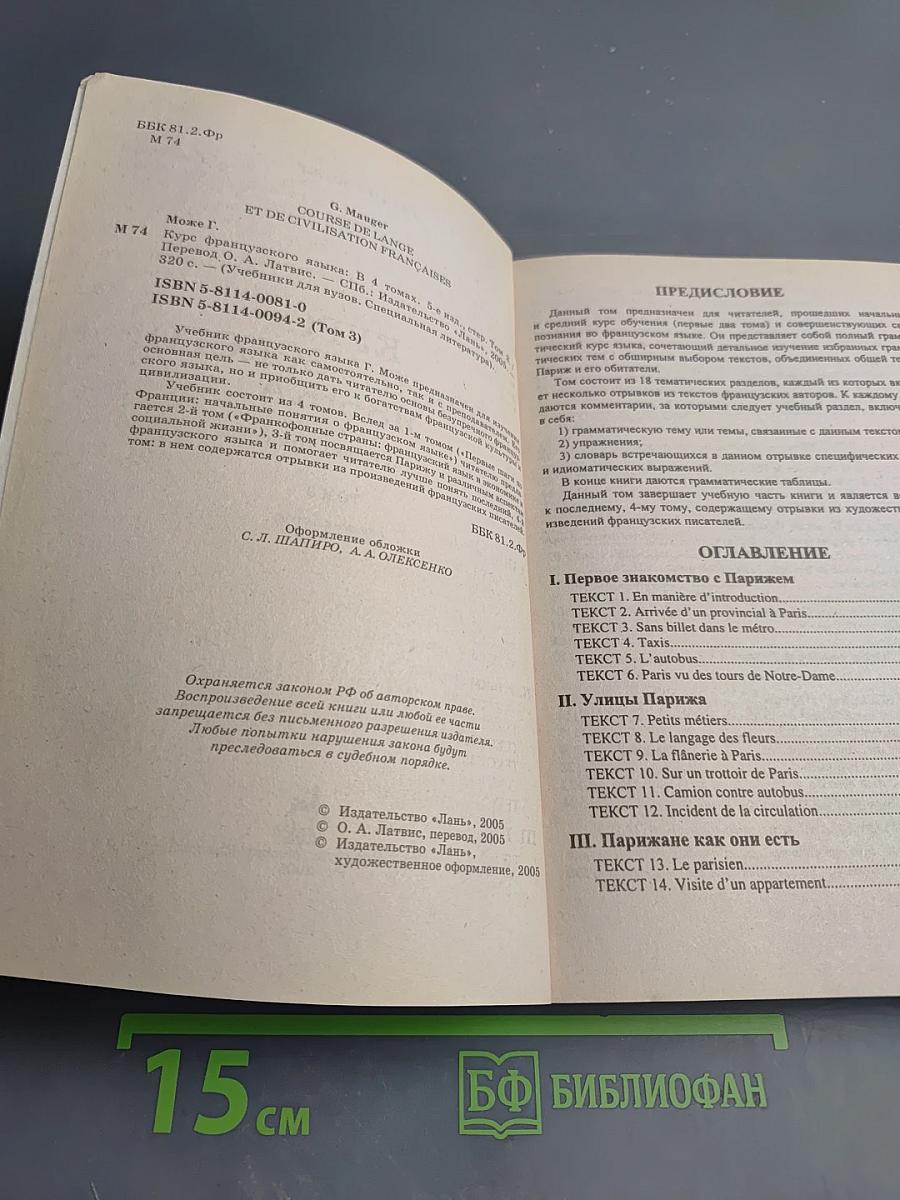 ББК 81.2.Фр
М 74
G. Mauger
COURSE DE LANGE
ET DE CIVILISATION FRANÇAISES
Може Г.
М 74 Курс французского языка: В 4 томах. 5-е изд., стер. Том 3.
Перевод О. А. Латвис. — СПб.: Издательство «Лань», 2005. —
320 с. — (Учебники для вузов. Специальная литература).
ISBN 5-8114-0081-0
ISBN 5-8114-0094-2 (Том 3)
Учебник французского языка Г. Може предназначен для изучения
французского языка как самостоятельно, так и с преподавателем. Его
основная цель — не только дать читателю основы безупречного францу
ского языка, но и приобщить его к богатствам французской культуры и
цивилизации.
Учебник состоит из 4 томов. Вслед за 1-м томом («Первые шаги во
Франции: начальные понятия о французском языке») читателю предла
гается 2-й том («Франкофонные страны: французский язык в экономике и
социальной жизни»), 3-й том посвящается Парижу и различным аспектам
французского языка и помогает читателю лучше понять последний, 4-й
том: в нем содержатся отрывки из произведений французских писателей.
ББК 81.2.Фр
Оформление обложки
С. Л. ШАПИРО, А. А. ОЛЕКСЕНКО
Охраняется законом РФ об авторском праве.
Воспроизведение всей книги или любой ее части
запрещается без письменного разрешения издателя.
Любые попытки нарушения закона будут
преследоваться в судебном порядке.
© Издательство «Лань», 2005
© О. А. Латвис, перевод, 2005
© Издательство «Лань»,
художественное оформление, 2005
ПРЕДИСЛОВИЕ
Данный том предназначен для читателей, прошедших начальн
и средний курс обучения (первые два тома) и совершенствующих с
познания во французском языке. Он представляет собой полный грам
тический курс языка, сочетающий детальное изучение избранных грам
тических тем с обширным выбором текстов, объединенных общей те
Париж и его обитатели.
Том состоит из 18 тематических разделов, каждый из которых вк
ет несколько отрывков из текстов французских авторов. К каждому
даются комментарии, за которыми следует учебный раздел, включ
в себя:
1) грамматическую тему или темы, связанные с данным текстом
2) упражнения;
3) словарь встречающихся в данном отрывке специфических
и идиоматических выражений.
В конце книги даются грамматические таблицы.
Данный том завершает учебную часть книги и является в
к последнему, 4-му тому, содержащему отрывки из художест
изведений французских писателей.
ОГЛАВЛЕНИЕ
I. Первое знакомство с Парижем
ТЕКСТ 1. En manière d'introduction
ТЕКСТ 2. Arrivée d'un provincial à Paris
ТЕКСТ 3. Sans billet dans le métro
ТЕКСТ 4. Taxis
ТЕКСТ 5. L'autobus
ТЕКСТ 6. Paris vu des tours de Notre-Dame
II. Улицы Парижа
ТЕКСТ 7. Petits métiers
ТЕКСТ 8. Le langage des fleurs
ТЕКСТ 9. La flânerie à Paris
ТЕКСТ 10. Sur un trottoir de Paris
ТЕКСТ 11. Camion contre autobus
ТЕКСТ 12. Incident de la circulation
III. Парижане как они есть
ТЕКСТ 13. Le parisien
ТЕКСТ 14. Visite d'un appartement
15 см
БФ БИБЛИОФАН